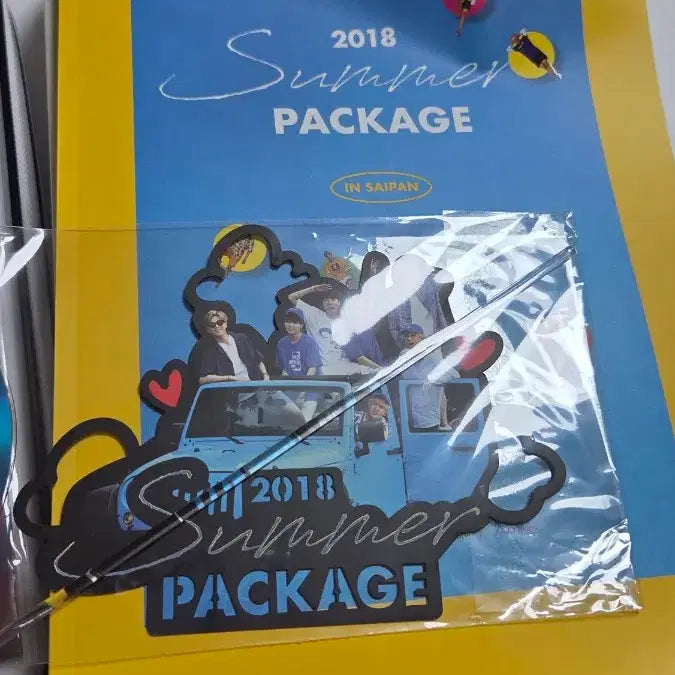 2018
Summer
PACKAGE
IN SAIPAN
2018
Summer
PACKAGE